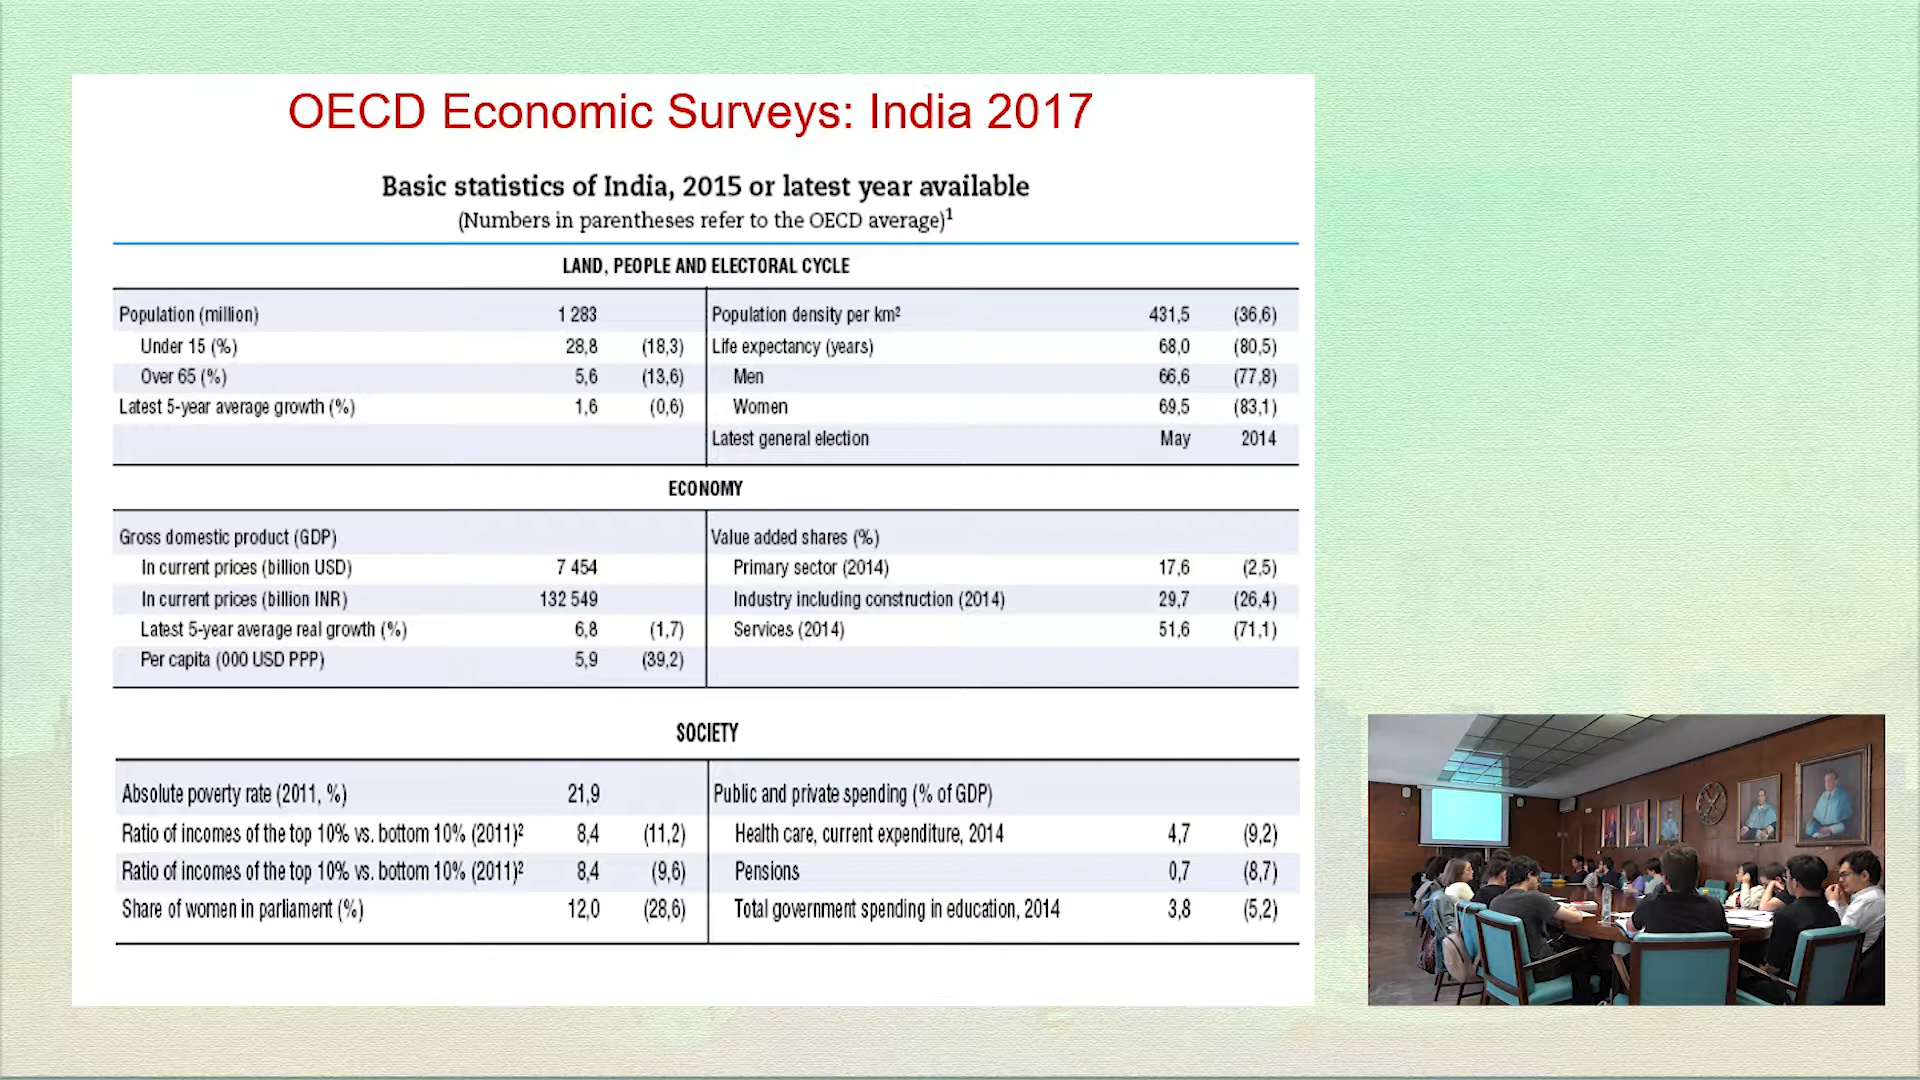 OECD Economic Surveys: India 2017
Basic statistics of India, 2015 or latest year available
(Numbers in parentheses refer to the OECD average)¹
LAND, PEOPLE AND ELECTORAL CYCLE
Population (million) 1 283
Under 15 (%) 28,8 (18,3)
Over 65 (%) 5,6 (13,6)
Latest 5-year average growth (%) 1,6 (0,6)
Population density per km² 431,5 (36,6)
Life expectancy (years) 68,0 (80,5)
Men 66,6 (77,8)
Women 69,5 (83,1)
Latest general election May 2014
ECONOMY
Gross domestic product (GDP)
In current prices (billion USD) 7 454
In current prices (billion INR) 132 549
Latest 5-year average real growth (%) 6,8 (1,7)
Per capita (000 USD PPP) 5,9 (39,2)
Value added shares (%)
Primary sector (2014) 17,6 (2,5)
Industry including construction (2014) 29,7 (26,4)
Services (2014) 51,6 (71,1)
SOCIETY
Absolute poverty rate (2011, %) 21,9
Ratio of incomes of the top 10% vs. bottom 10% (2011)² 8,4 (11,2)
Ratio of incomes of the top 10% vs. bottom 10% (2011)² 8,4 (9,6)
Share of women in parliament (%) 12,0 (28,6)
Public and private spending (% of GDP)
Health care, current expenditure, 2014 4,7 (9,2)
Pensions 0,7 (8,7)
Total government spending in education, 2014 3,8 (5,2)